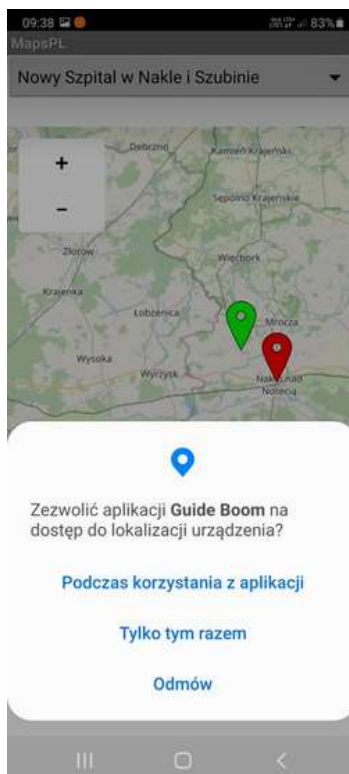 09:38
83%
MapsPL
Nowy Szpital w Nakle i Szubinie
+
Debrzno
Kamień Krajeński
Sępólno Krajeńskie
-
Złotów
Więcbork
Krajenka
Łobżenica
Mrocza
Wysoka
Wyrzysk
Nakło nad
Notecią
Zezwolić aplikacji Guide Boom na
dostęp do lokalizacji urządzenia?
Podczas korzystania z aplikacji
Tylko tym razem
Odmów